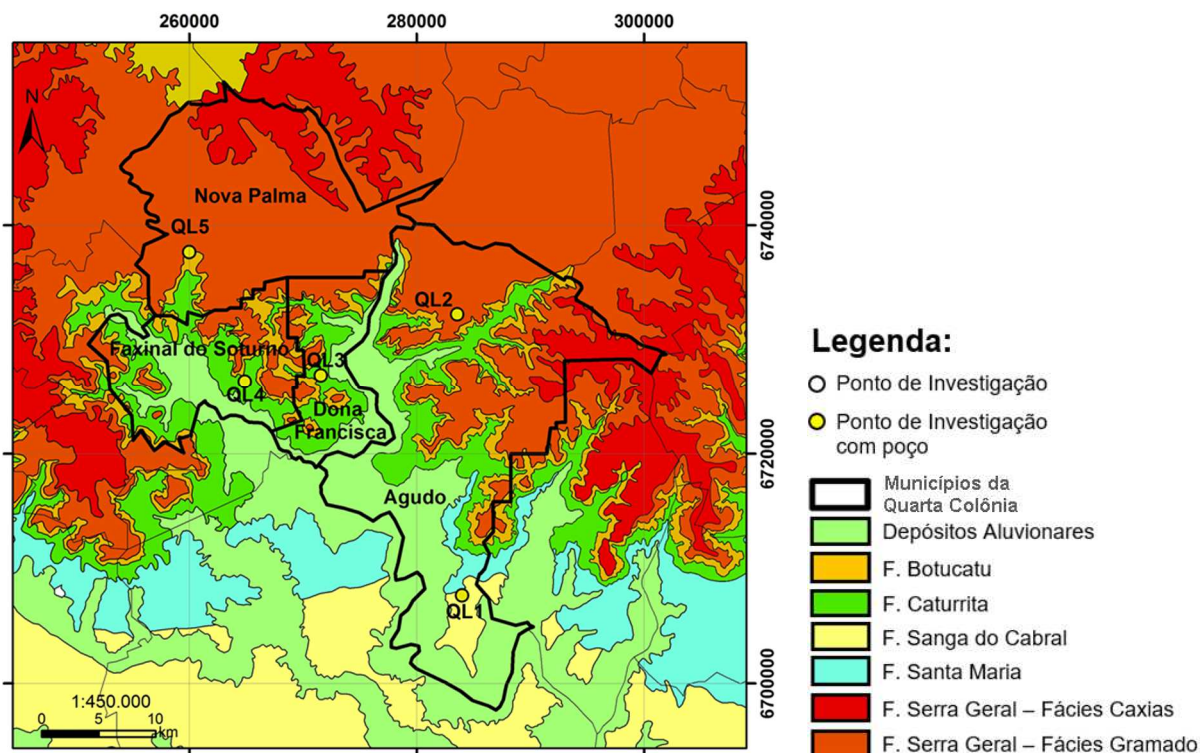 260000
280000
300000
N
6740000
6720000
6700000
Nova Palma
QL5
QL2
Faxinal do Soturno
QL3
QL4
Dona
Francisca
Agudo
QL1
1:450.000
0 5 10
km
Legenda:
Ponto de Investigação
Ponto de Investigação
com poço
Municípios da
Quarta Colônia
Depósitos Aluvionares
F. Botucatu
F. Caturrita
F. Sanga do Cabral
F. Santa Maria
F. Serra Geral – Fácies Caxias
F. Serra Geral – Fácies Gramado